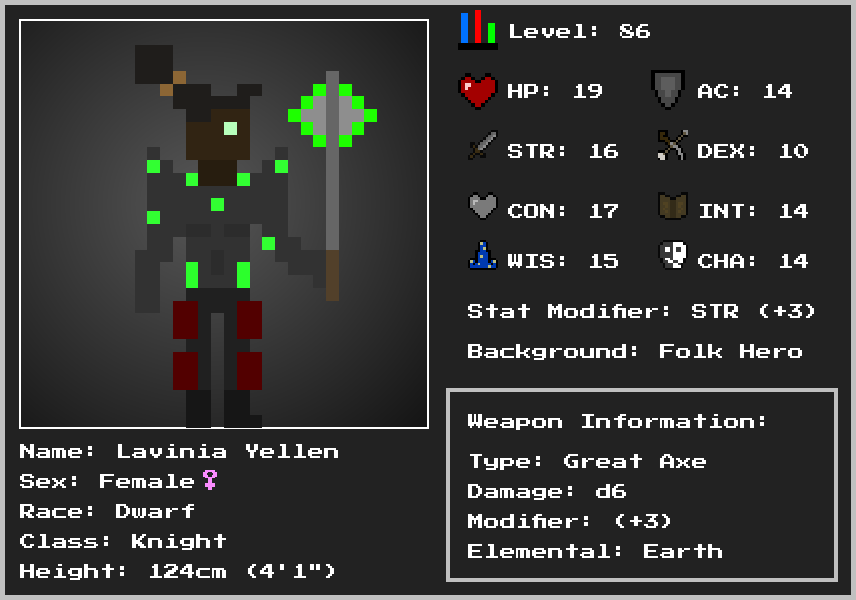 Level: 86
HP: 19 AC: 14
STR: 16 DEX: 10
CON: 17 INT: 14
WIS: 15 CHA: 14
Stat Modifier: STR (+3)
Background: Folk Hero
Weapon Information:
Type: Great Axe
Damage: d6
Modifier: (+3)
Elemental: Earth
Name: Lavinia Yellen
Sex: Female♀
Race: Dwarf
Class: Knight
Height: 124cm (4'1")